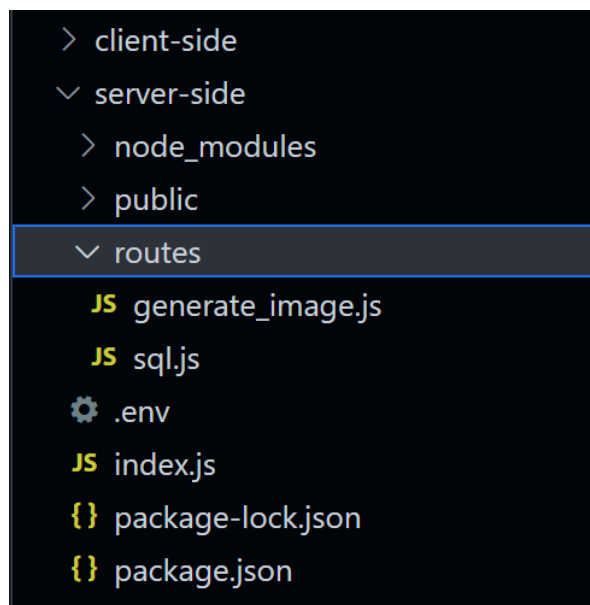 client-side
server-side
node_modules
public
routes
JS generate_image.js
JS sql.js
.env
JS index.js
{} package-lock.json
{} package.json